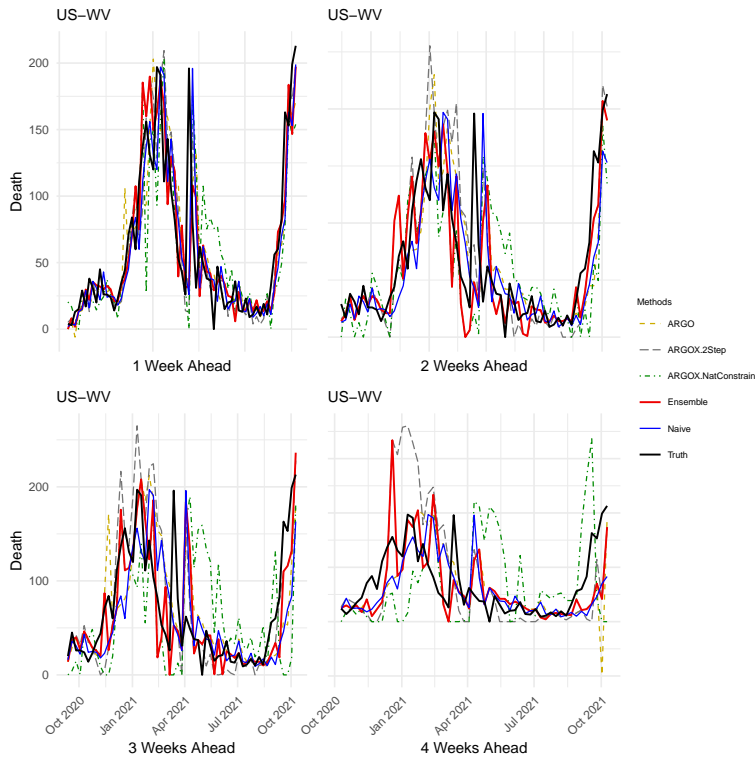 US−WV
US−WV
Death
200
150
100
50
0
1 Week Ahead
2 Weeks Ahead
Methods
ARGO
ARGOX.2Step
ARGOX.NatConstrain
Ensemble
Naive
Truth
US−WV
US−WV
Death
200
100
0
Oct 2020
Jan 2021
Apr 2021
Jul 2021
Oct 2021
Oct 2020
Jan 2021
Apr 2021
Jul 2021
Oct 2021
3 Weeks Ahead
4 Weeks Ahead